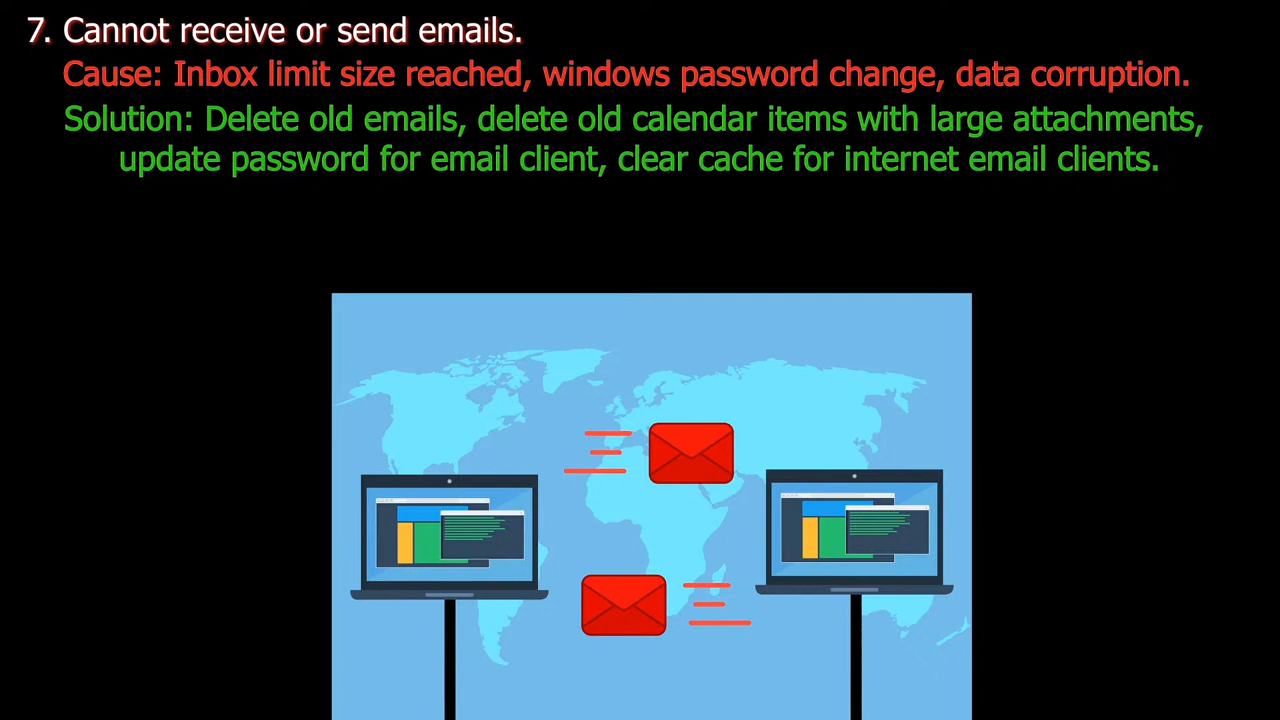 7. Cannot receive or send emails.
Cause: Inbox limit size reached, windows password change, data corruption.
Solution: Delete old emails, delete old calendar items with large attachments,
update password for email client, clear cache for internet email clients.